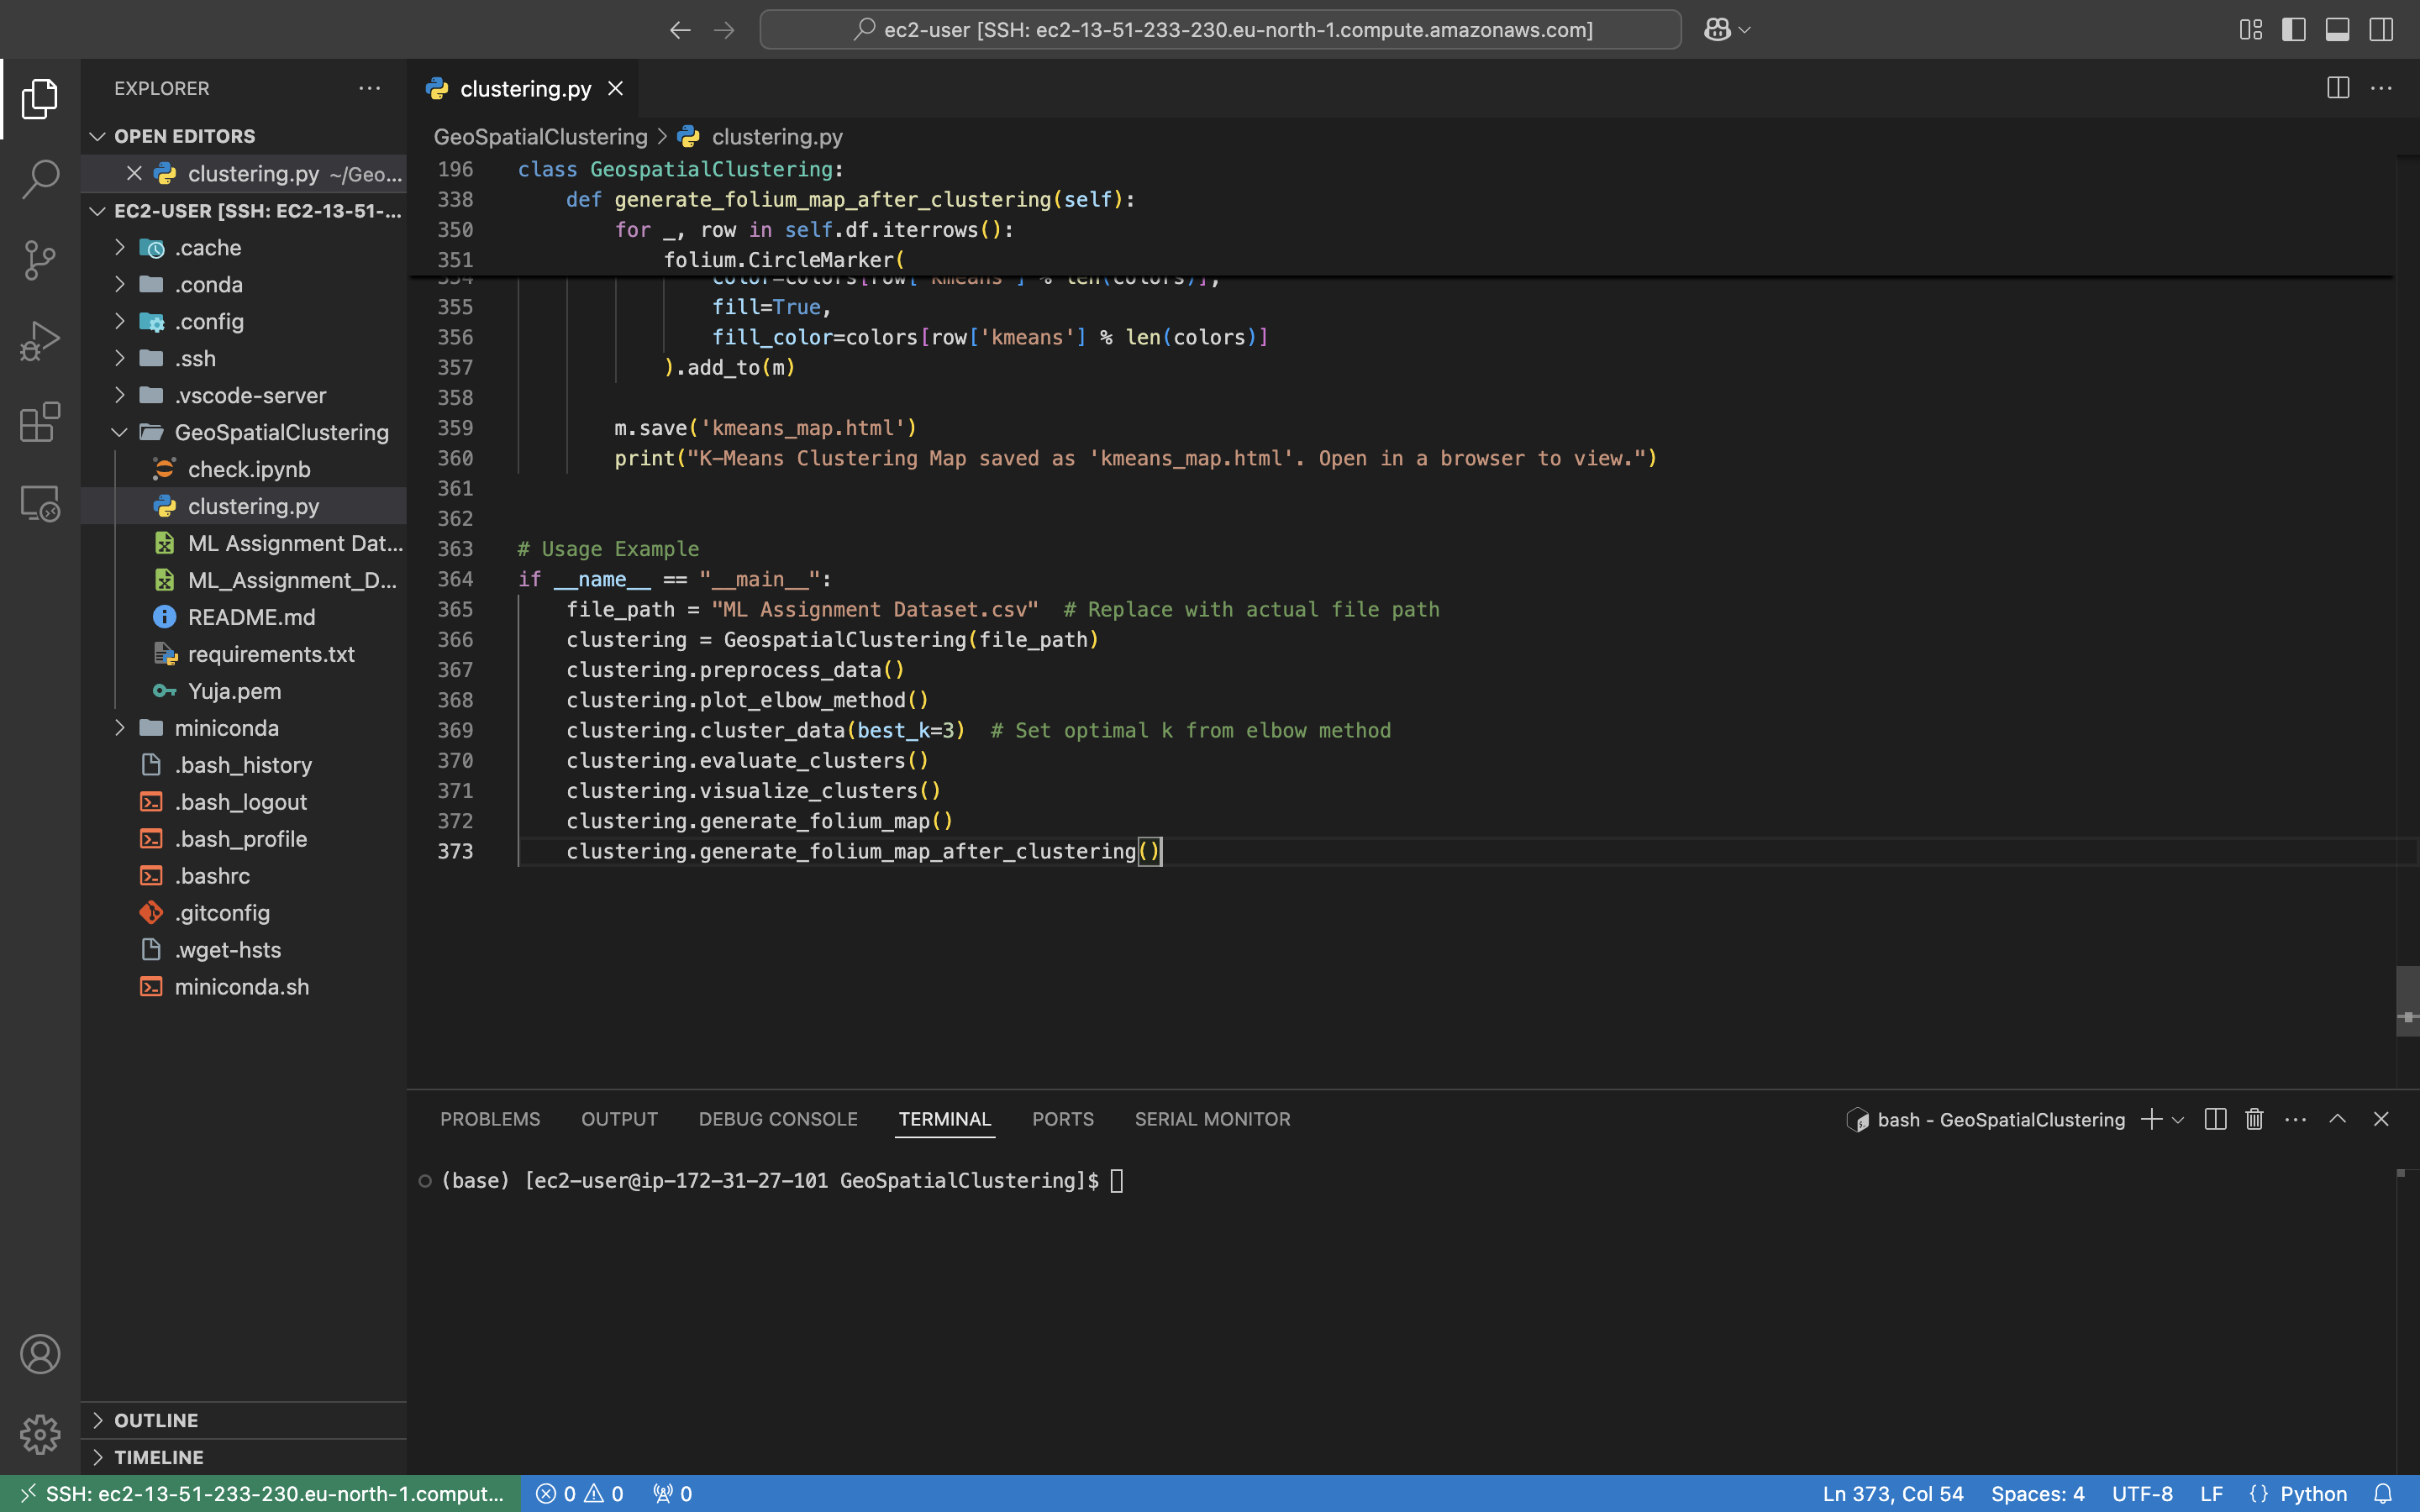 ec2-user [SSH: ec2-13-51-233-230.eu-north-1.compute.amazonaws.com]
EXPLORER
OPEN EDITORS
clustering.py ~/Geo...
EC2-USER [SSH: EC2-13-51-...
.cache
.conda
.config
.ssh
.vscode-server
GeoSpatialClustering
check.ipynb
clustering.py
ML Assignment Dat...
ML_Assignment_D...
README.md
requirements.txt
Yuja.pem
miniconda
.bash_history
.bash_logout
.bash_profile
.bashrc
.gitconfig
.wget-hsts
miniconda.sh
OUTLINE
TIMELINE
clustering.py
GeoSpatialClustering > clustering.py
196 class GeospatialClustering:
338     def generate_folium_map_after_clustering(self):
350         for _, row in self.df.iterrows():
351             folium.CircleMarker(
354                 color=colors[row['kmeans'] % len(colors)],
355                 fill=True,
356                 fill_color=colors[row['kmeans'] % len(colors)]
357             ).add_to(m)
358
359         m.save('kmeans_map.html')
360         print("K-Means Clustering Map saved as 'kmeans_map.html'. Open in a browser to view.")
361
362
363 # Usage Example
364 if __name__ == "__main__":
365     file_path = "ML Assignment Dataset.csv"  # Replace with actual file path
366     clustering = GeospatialClustering(file_path)
367     clustering.preprocess_data()
368     clustering.plot_elbow_method()
369     clustering.cluster_data(best_k=3)  # Set optimal k from elbow method
370     clustering.evaluate_clusters()
371     clustering.visualize_clusters()
372     clustering.generate_folium_map()
373     clustering.generate_folium_map_after_clustering()
PROBLEMS OUTPUT DEBUG CONSOLE TERMINAL PORTS SERIAL MONITOR
bash - GeoSpatialClustering
(base) [ec2-user@ip-172-31-27-101 GeoSpatialClustering]$
SSH: ec2-13-51-233-230.eu-north-1.comput... 0 0 0
Ln 373, Col 54 Spaces: 4 UTF-8 LF {} Python